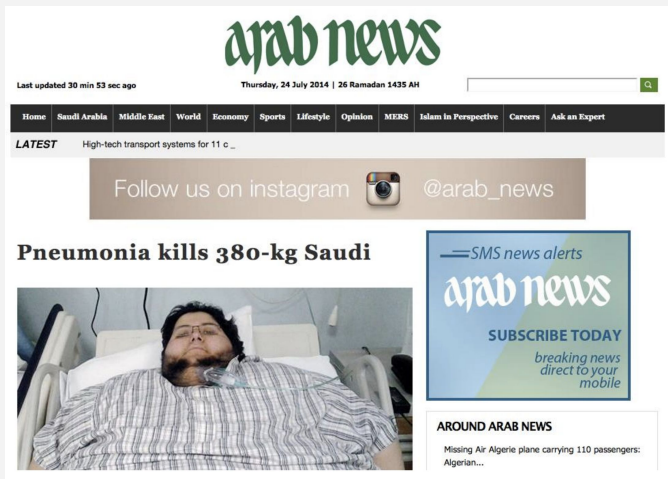 arab news
Last updated 30 min 53 sec ago
Thursday, 24 July 2014 | 26 Ramadan 1435 AH
Home Saudi Arabia Middle East World Economy Sports Lifestyle Opinion MERS Islam in Perspective Careers Ask an Expert
LATEST High-tech transport systems for 11 c _
Follow us on instagram @arab_news
Pneumonia kills 380-kg Saudi
SMS news alerts
arab news
SUBSCRIBE TODAY
breaking news
direct to your
mobile
AROUND ARAB NEWS
Missing Air Algerie plane carrying 110 passengers:
Algerian...